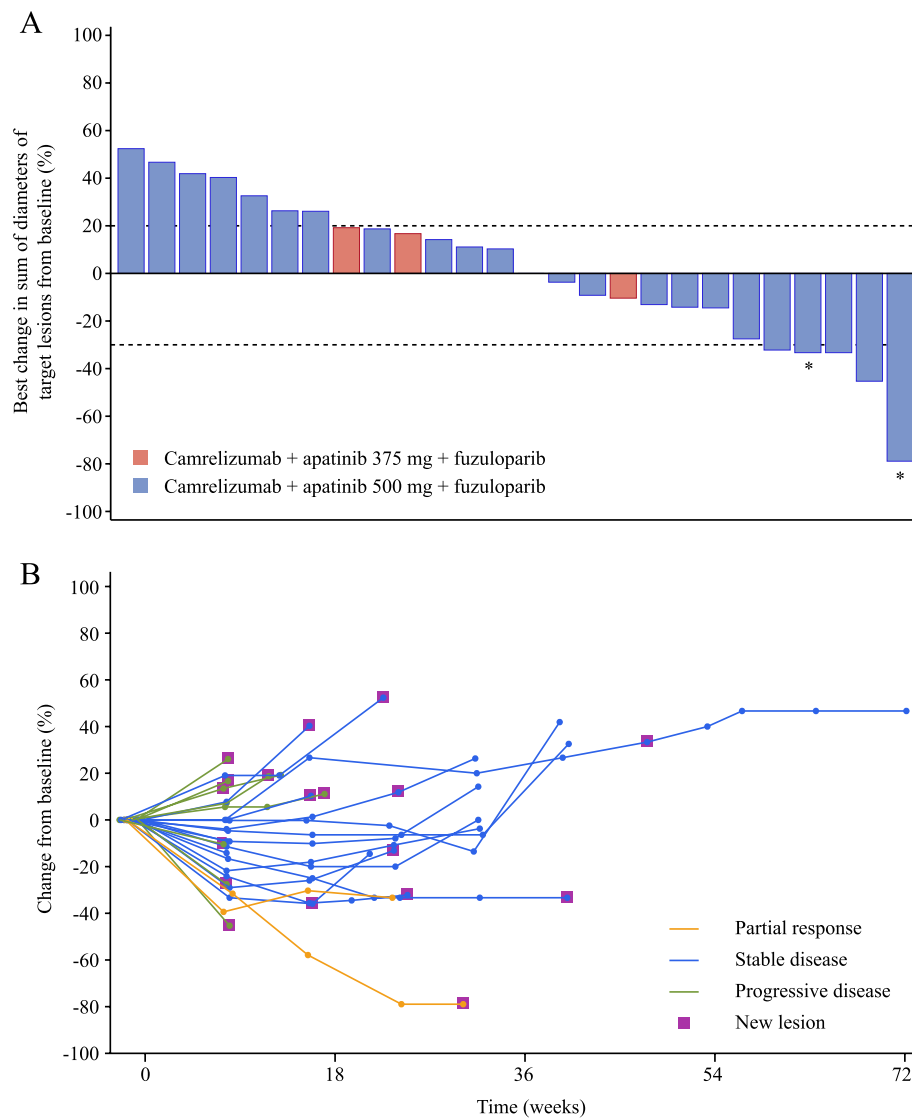 A
Best change in sum of diameters of
target lesions from baseline (%)
100
80
60
40
20
0
-20
-40
-60
-80
-100
*
*
Camrelizumab + apatinib 375 mg + fuzuloparib
Camrelizumab + apatinib 500 mg + fuzuloparib
B
Change from baseline (%)
100
80
60
40
20
0
-20
-40
-60
-80
-100
Partial response
Stable disease
Progressive disease
New lesion
0 18 36 54 72
Time (weeks)